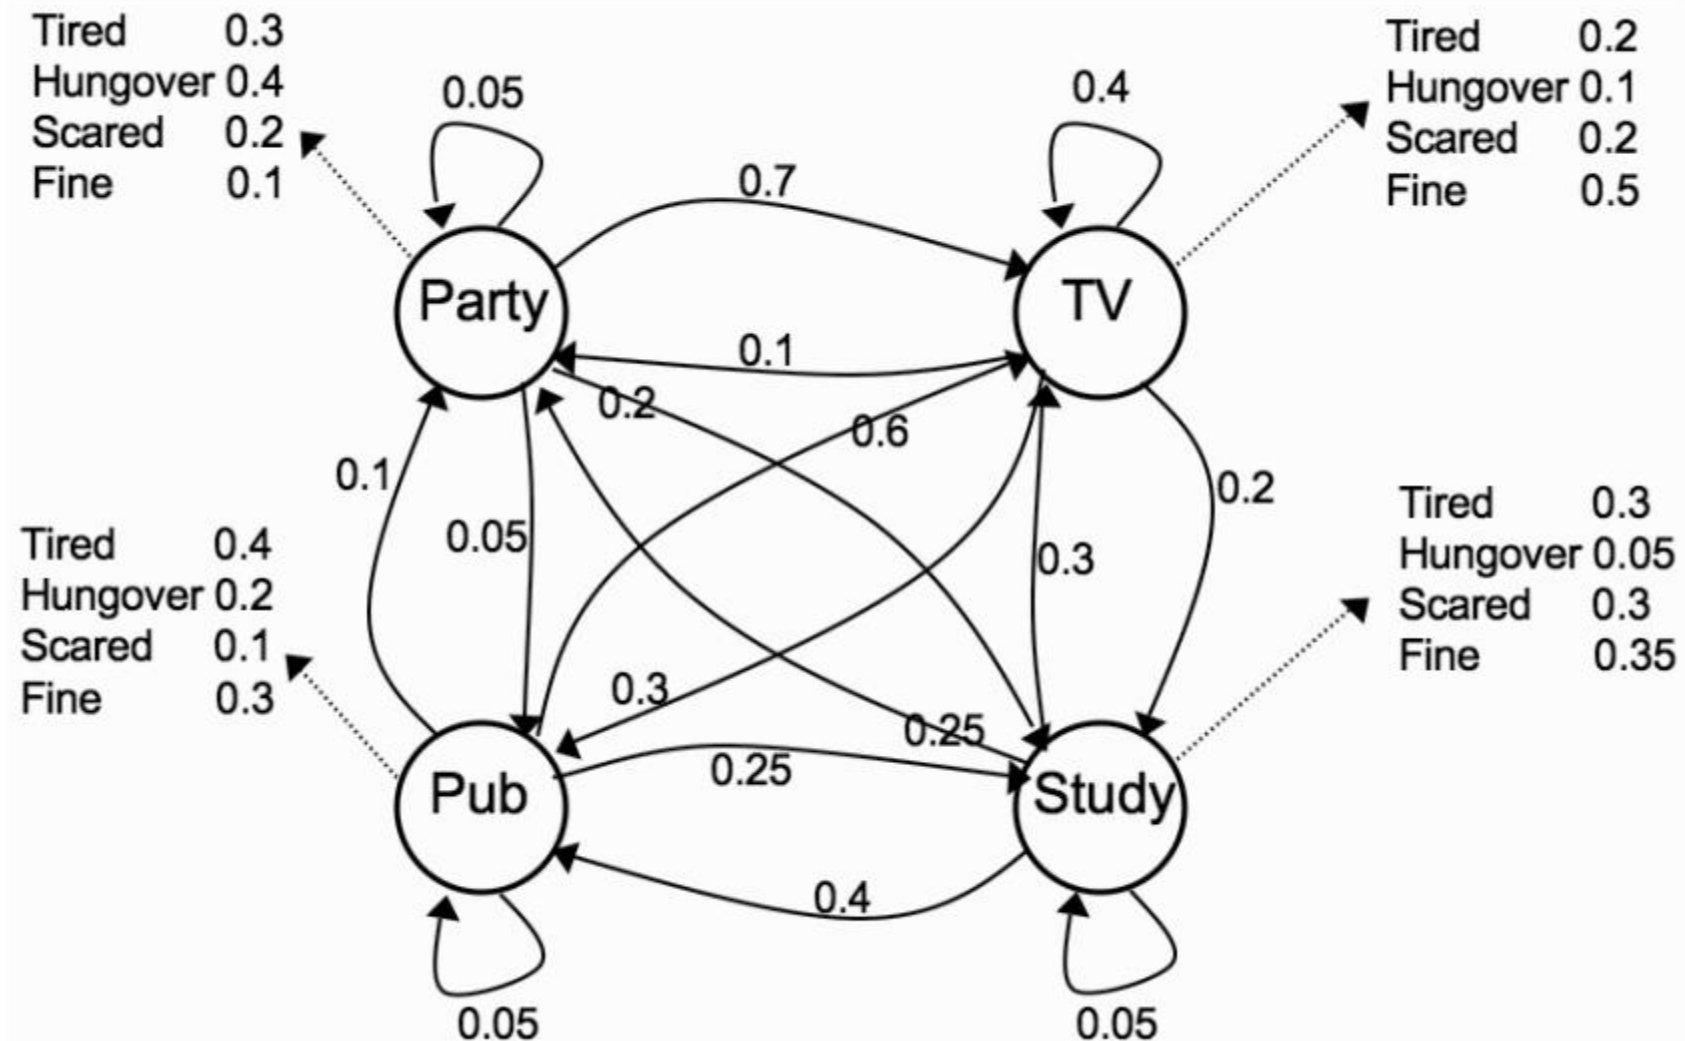 Tired 0.3
Hungover 0.4
Scared 0.2
Fine 0.1
0.05
0.4
Tired 0.2
Hungover 0.1
Scared 0.2
Fine 0.5
0.7
Party
TV
0.1
0.2
0.6
0.1
0.05
0.3
0.2
Tired 0.4
Hungover 0.2
Scared 0.1
Fine 0.3
Tired 0.3
Hungover 0.05
Scared 0.3
Fine 0.35
0.3
0.25
0.25
Pub
Study
0.4
0.05
0.05